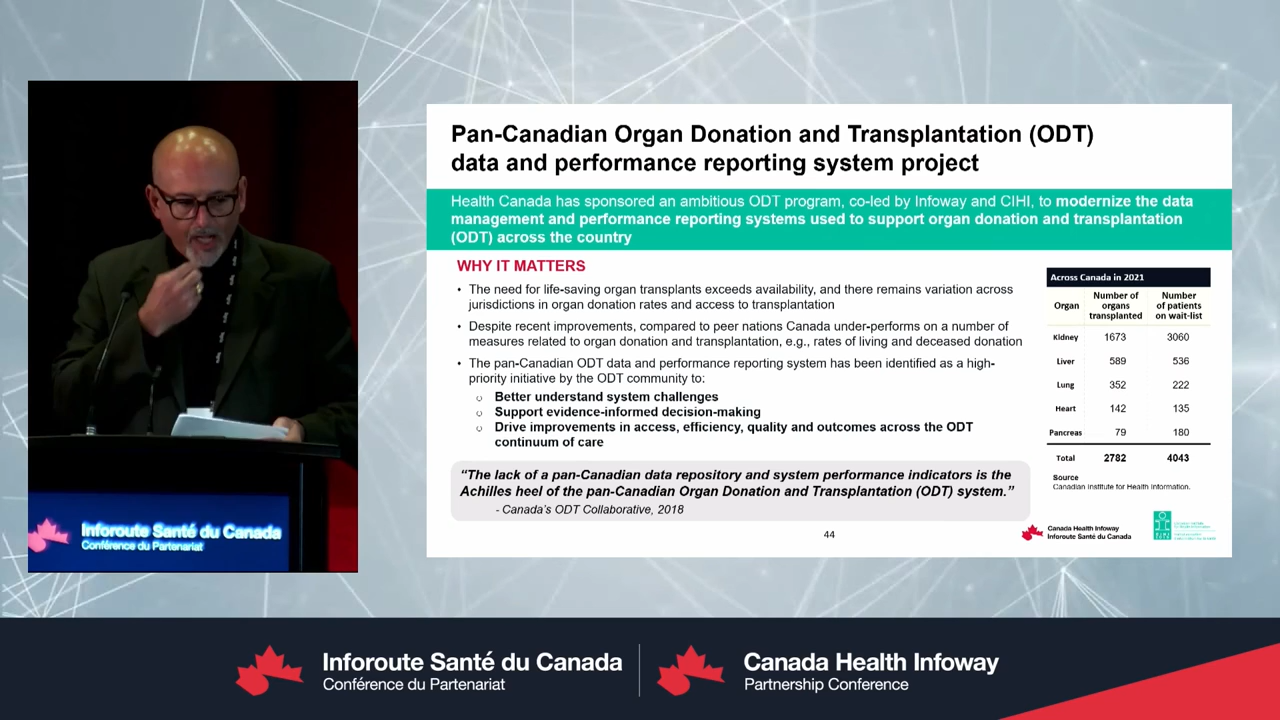 Pan-Canadian Organ Donation and Transplantation (ODT)
data and performance reporting system project
Health Canada has sponsored an ambitious ODT program, co-led by Infoway and CIHI, to modernize the data
management and performance reporting systems used to support organ donation and transplantation
(ODT) across the country
WHY IT MATTERS
• The need for life-saving organ transplants exceeds availability, and there remains variation across
jurisdictions in organ donation rates and access to transplantation
• Despite recent improvements, compared to peer nations Canada under-performs on a number of
measures related to organ donation and transplantation, e.g., rates of living and deceased donation
• The pan-Canadian ODT data and performance reporting system has been identified as a high-
priority initiative by the ODT community to:
o Better understand system challenges
o Support evidence-informed decision-making
o Drive improvements in access, efficiency, quality and outcomes across the ODT
continuum of care
“The lack of a pan-Canadian data repository and system performance indicators is the
Achilles heel of the pan-Canadian Organ Donation and Transplantation (ODT) system.”
- Canada’s ODT Collaborative, 2018
Across Canada in 2021
Organ Number of organs transplanted Number of patients on wait-list
Kidney 1673 3060
Liver 589 536
Lung 352 222
Heart 142 135
Pancreas 79 180
Total 2782 4043
Source
Canadian Institute for Health Information.
44
Canada Health Infoway
Inforoute Santé du Canada
Inforoute Santé du Canada
Conférence du Partenariat
Inforoute Santé du Canada
Conférence du Partenariat
Canada Health Infoway
Partnership Conference